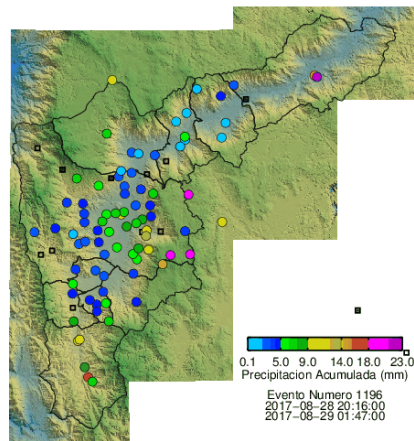 0.1 5.0 9.0 14.0 18.0 23.0
Precipitacion Acumulada (mm)
Evento Numero 1196
2017-08-28 20:16:00
2017-08-29 01:47:00